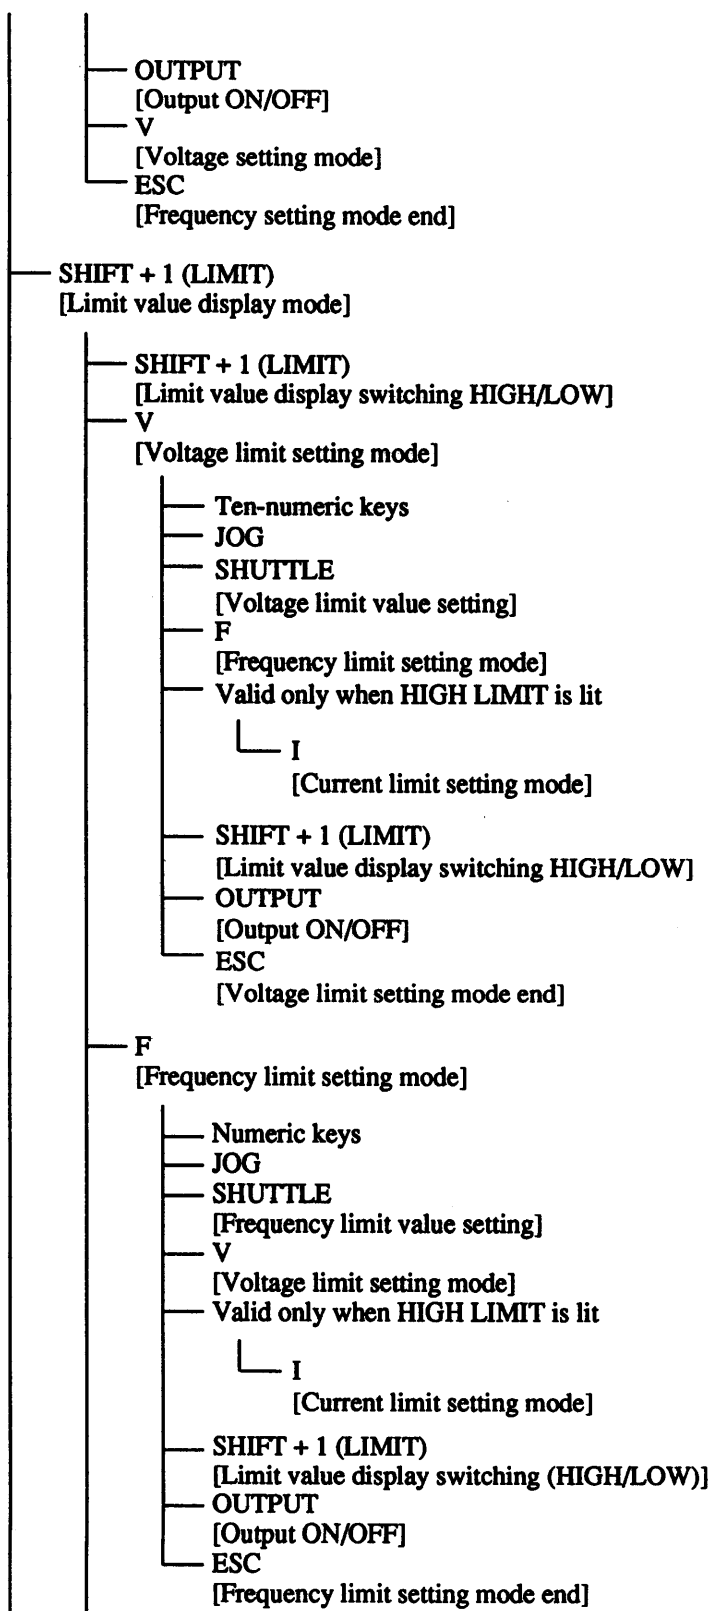 OUTPUT
[Output ON/OFF]
V
[Voltage setting mode]
ESC
[Frequency setting mode end]
SHIFT + 1 (LIMIT)
[Limit value display mode]
SHIFT + 1 (LIMIT)
[Limit value display switching HIGH/LOW]
V
[Voltage limit setting mode]
Ten-numeric keys
JOG
SHUTTLE
[Voltage limit value setting]
F
[Frequency limit setting mode]
Valid only when HIGH LIMIT is lit
I
[Current limit setting mode]
SHIFT + 1 (LIMIT)
[Limit value display switching HIGH/LOW]
OUTPUT
[Output ON/OFF]
ESC
[Voltage limit setting mode end]
F
[Frequency limit setting mode]
Numeric keys
JOG
SHUTTLE
[Frequency limit value setting]
V
[Voltage limit setting mode]
Valid only when HIGH LIMIT is lit
I
[Current limit setting mode]
SHIFT + 1 (LIMIT)
[Limit value display switching (HIGH/LOW)]
OUTPUT
[Output ON/OFF]
ESC
[Frequency limit setting mode end]